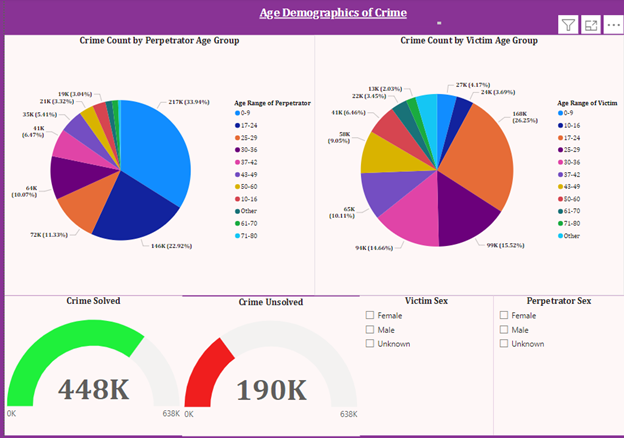 Age Demographics of Crime
Crime Count by Perpetrator Age Group
19K (3.04%)
21K (3.32%)
35K (5.41%)
41K
(6.47%)
64K
(10.07%)
72K (11.33%)
146K (22.92%)
217K (33.94%)
Age Range of Perpetrator
0-9
17-24
25-29
30-36
37-42
43-49
50-60
10-16
Other
61-70
71-80
Crime Count by Victim Age Group
13K (2.03%)
22K (3.45%)
41K (6.46%)
58K
(9.05%)
65K
(10.11%)
94K (14.66%)
99K (15.52%)
168K
(26.25%)
24K (3.69%)
27K (4.17%)
Age Range of Victim
0-9
10-16
17-24
25-29
30-36
37-42
43-49
50-60
61-70
71-80
Other
Crime Solved
448K
0K
638K
Crime Unsolved
190K
0K
638K
Victim Sex
Female
Male
Unknown
Perpetrator Sex
Female
Male
Unknown